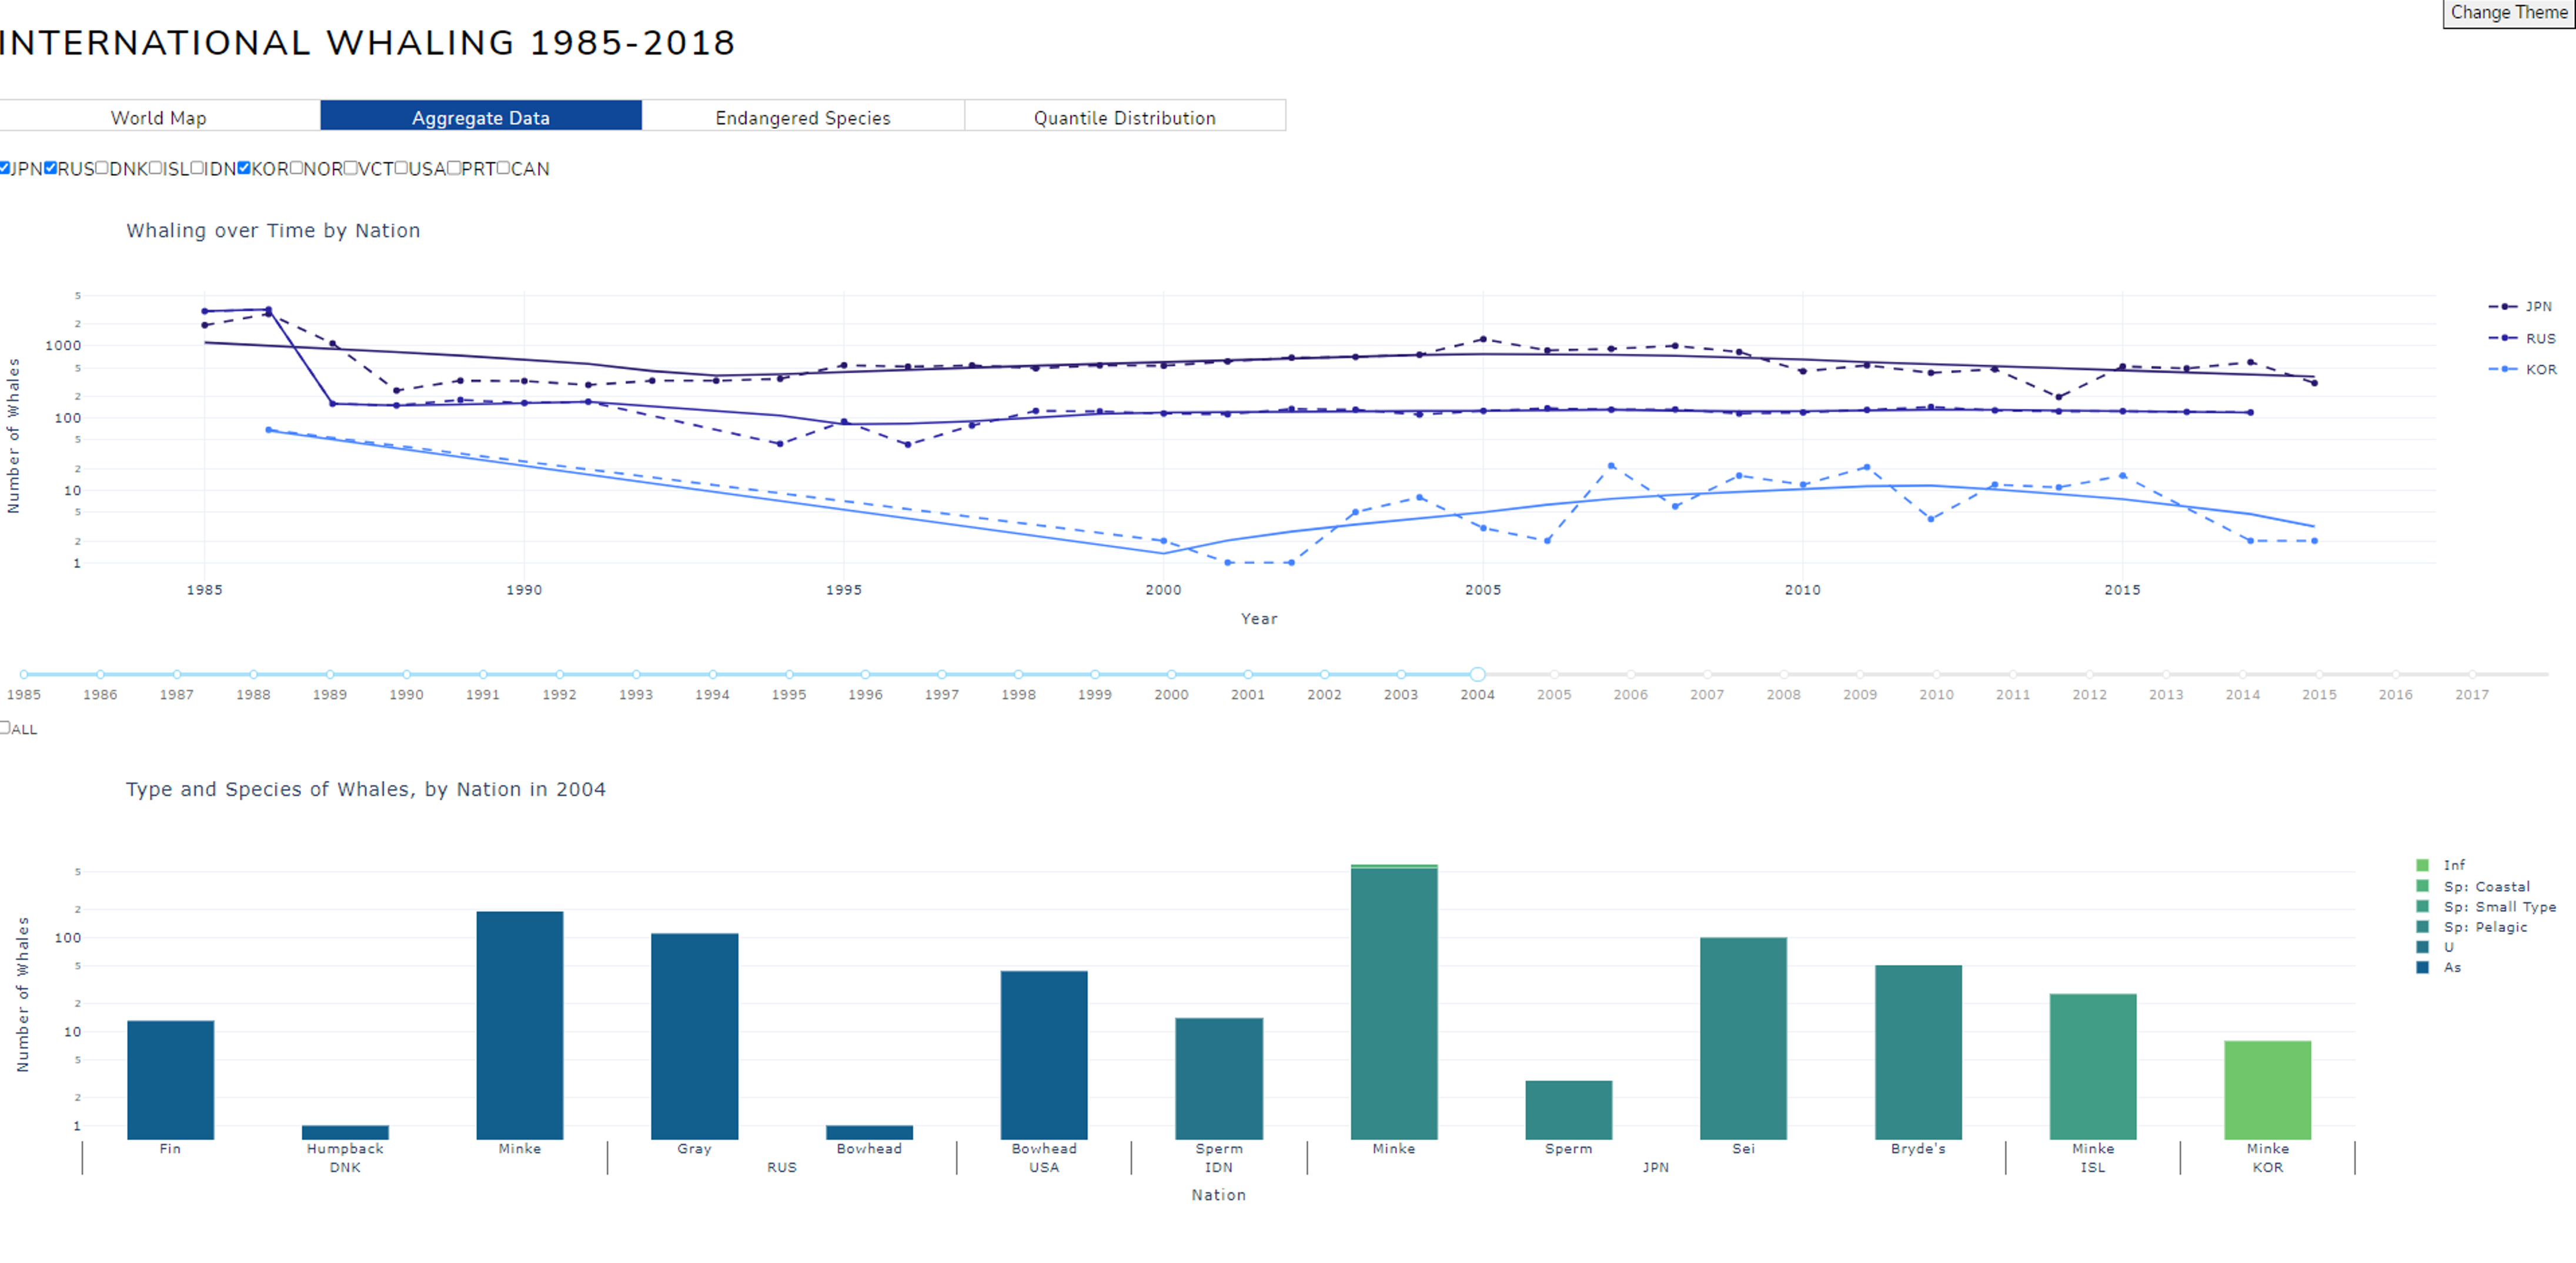 Change Theme
INTERNATIONAL WHALING 1985-2018
World Map Aggregate Data Endangered Species Quantile Distribution
JPN RUS DNK ISL IDN KOR NOR VCT USA PRT CAN
Whaling over Time by Nation
5
2
1000
5
2
100
5
2
10
5
2
1
Number of Whales
JPN
RUS
KOR
1985 1990 1995 2000 2005 2010 2015
Year
1985 1986 1987 1988 1989 1990 1991 1992 1993 1994 1995 1996 1997 1998 1999 2000 2001 2002 2003 2004 2005 2006 2007 2008 2009 2010 2011 2012 2013 2014 2015 2016 2017
ALL
Type and Species of Whales, by Nation in 2004
5
2
100
5
2
10
5
2
1
Number of Whales
Inf
Sp: Coastal
Sp: Small Type
Sp: Pelagic
U
As
Fin Humpback Minke Gray Bowhead Bowhead Sperm Minke Sperm Sei Bryde's Minke Minke
DNK RUS USA IDN JPN ISL KOR
Nation